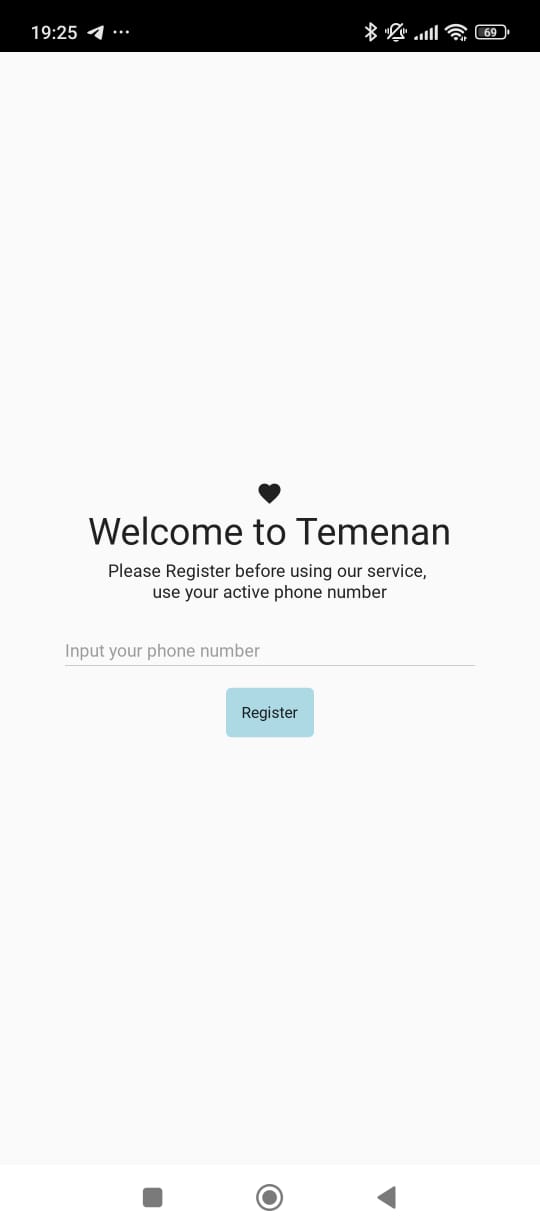 19:25
69
Welcome to Temenan
Please Register before using our service,
use your active phone number
Input your phone number
Register